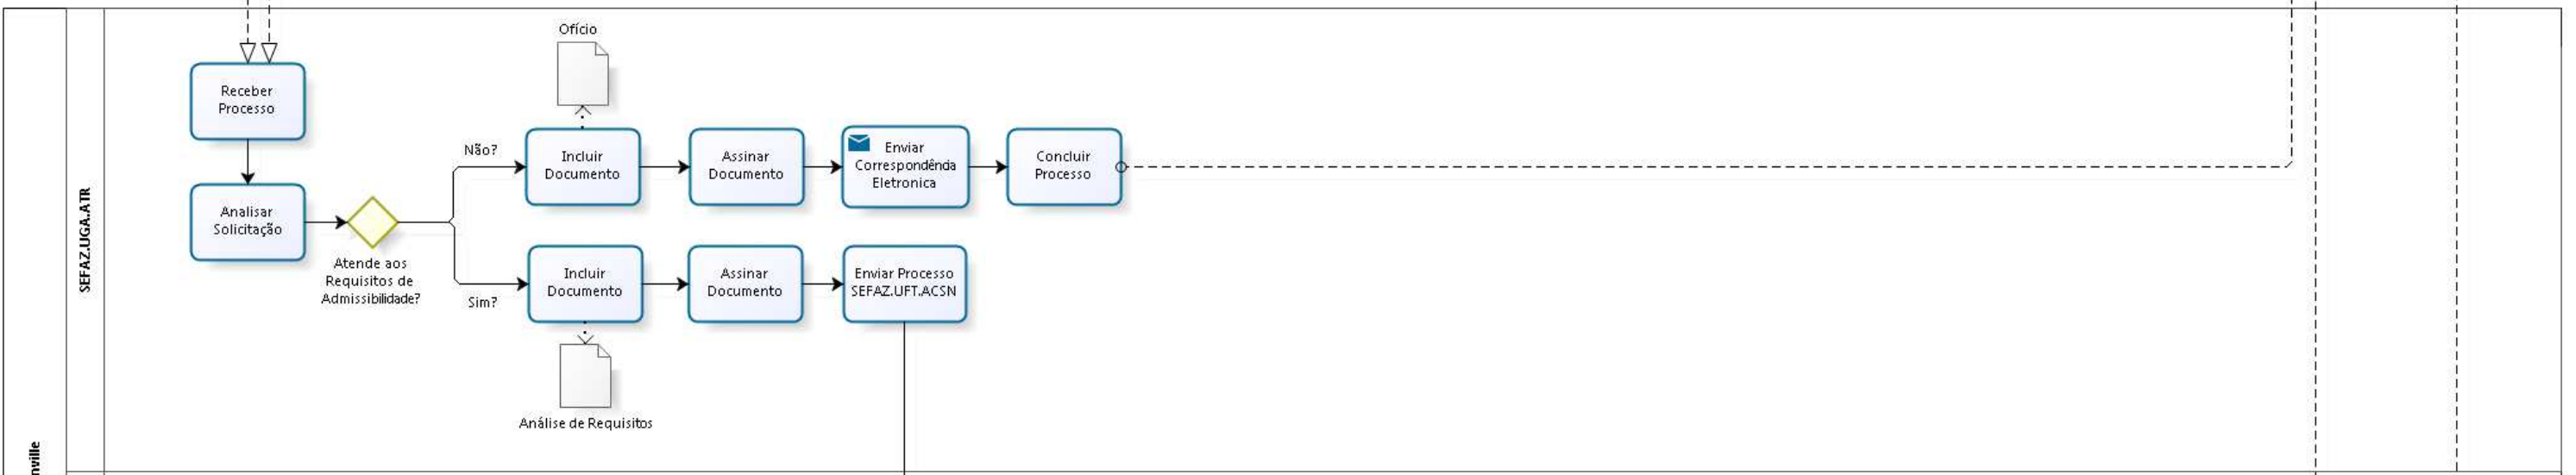 Ofício
Receber
Processo
Não?
Incluir
Documento
Assinar
Documento
Enviar
Correspondência
Eletronica
Concluir
Processo
SEFAZ.UGA.ATR
Analisar
Solicitação
Atende aos
Requisitos de
Admissibilidade?
Sim?
Incluir
Documento
Assinar
Documento
Enviar Processo
SEFAZ.UFT.ACSN
Análise de Requisitos
nville